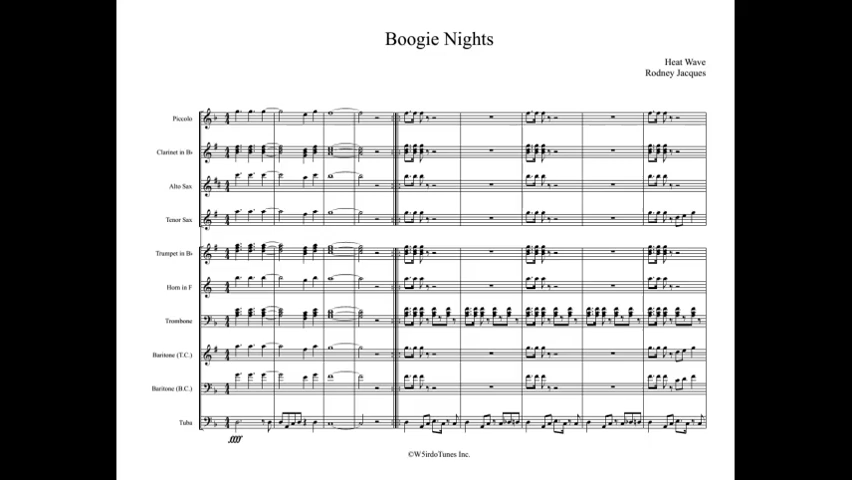 Boogie Nights
Heat Wave
Rodney Jacques
Piccolo
Clarinet in B♭
Alto Sax
Tenor Sax
Trumpet in B♭
Horn in F
Trombone
Baritone (T.C.)
Baritone (B.C.)
Tuba
fff
©W5irdoTunes Inc.